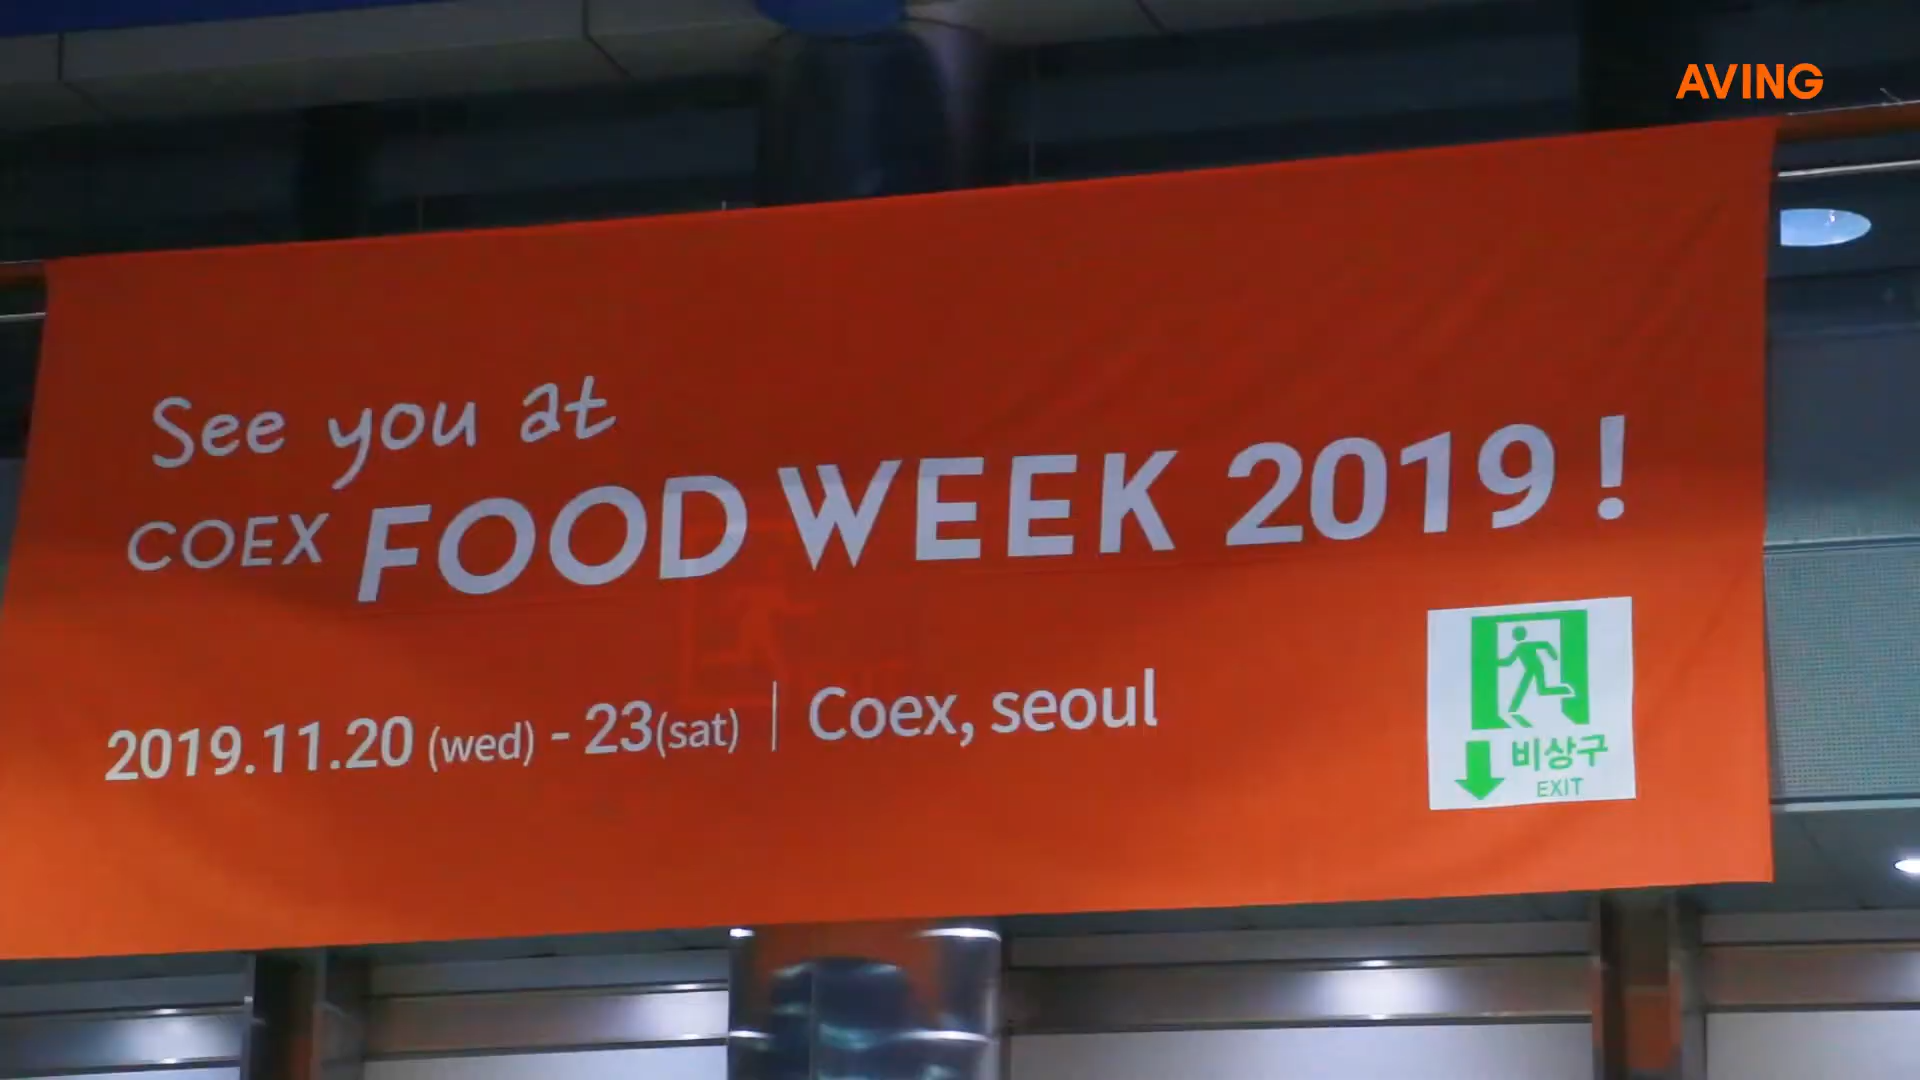 AVING
See you at
COEX FOOD WEEK 2019 !
2019.11.20 (wed) - 23(sat) | Coex, seoul
비상구
EXIT